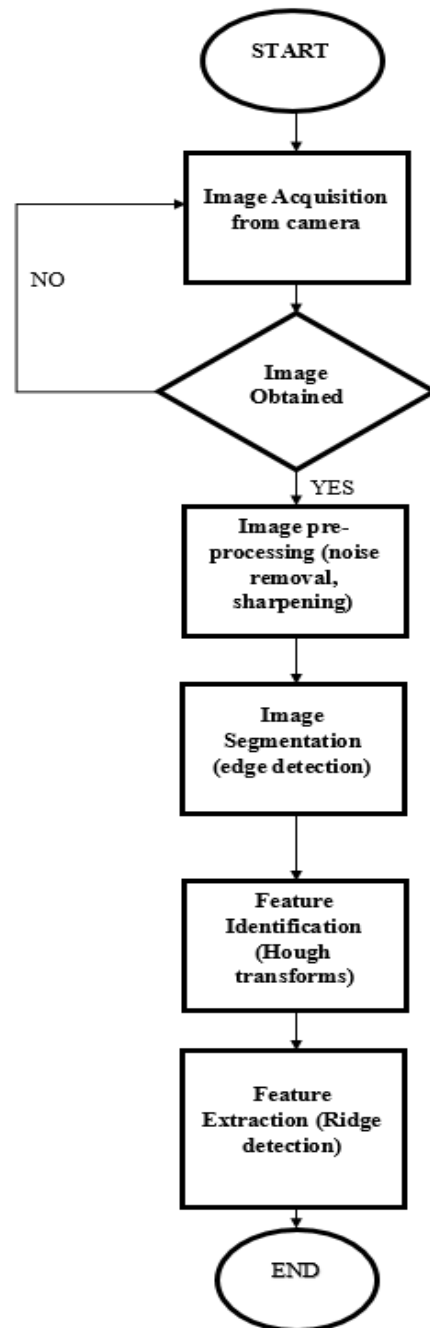 START
Image Acquisition
from camera
NO
Image
Obtained
YES
Image pre-
processing (noise
removal,
sharpening)
Image
Segmentation
(edge detection)
Feature
Identification
(Hough
transforms)
Feature
Extraction (Ridge
detection)
END